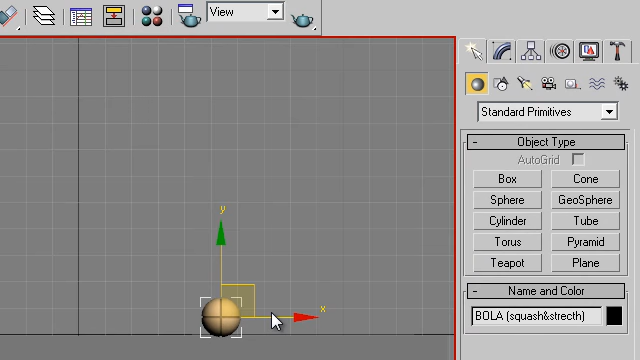 View
Standard Primitives
- Object Type
AutoGrid
Box Cone
Sphere GeoSphere
Cylinder Tube
Torus Pyramid
Teapot Plane
- Name and Color
BOLA (squash&strecth)
y
x